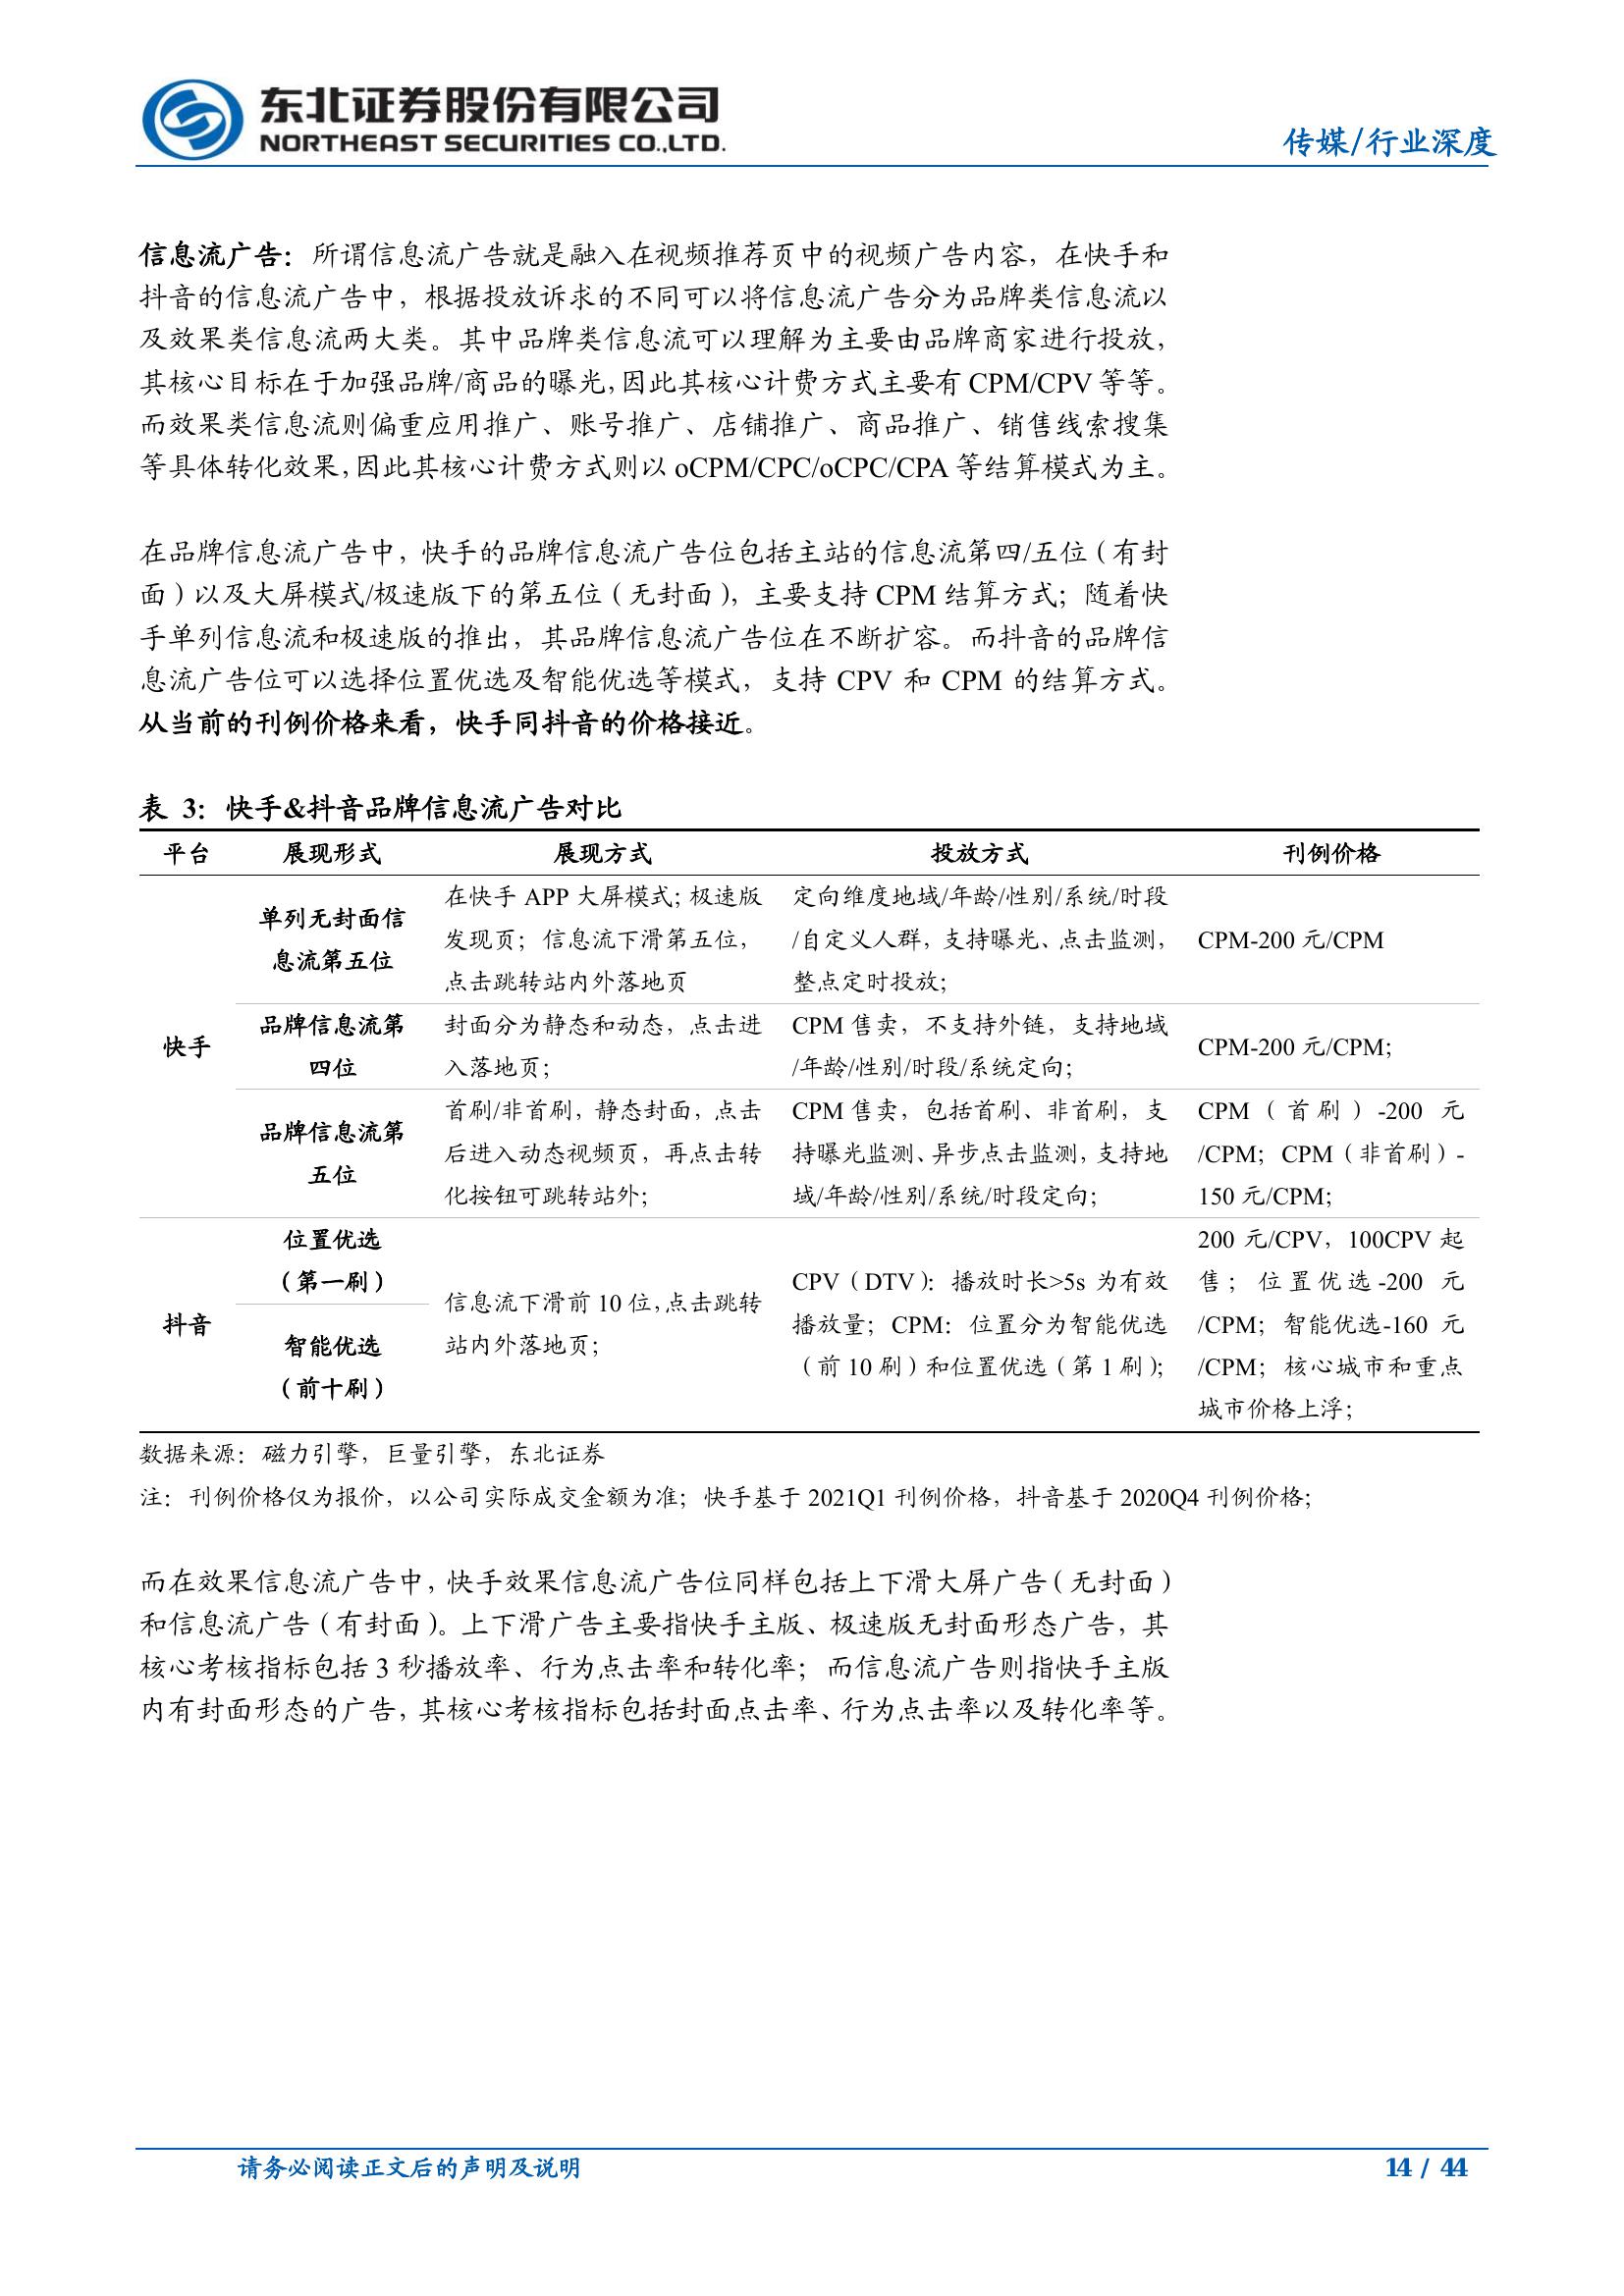 东北证券股份有限公司
NORTHEAST SECURITIES CO.,LTD.
传媒/行业深度
信息流广告：所谓信息流广告就是融入在视频推荐页中的视频广告内容，在快手和
抖音的信息流广告中，根据投放诉求的不同可以将信息流广告分为品牌类信息流以
及效果类信息流两大类。其中品牌类信息流可以理解为主要由品牌商家进行投放，
其核心目标在于加强品牌/商品的曝光，因此其核心计费方式主要有 CPM/CPV 等等。
而效果类信息流则偏重应用推广、账号推广、店铺推广、商品推广、销售线索搜集
等具体转化效果，因此其核心计费方式则以 oCPM/CPC/oCPC/CPA 等结算模式为主。
在品牌信息流广告中，快手的品牌信息流广告位包括主站的信息流第四/五位（有封
面）以及大屏模式/极速版下的第五位（无封面），主要支持 CPM 结算方式；随着快
手单列信息流和极速版的推出，其品牌信息流广告位在不断扩容。而抖音的品牌信
息流广告位可以选择位置优选及智能优选等模式，支持 CPV 和 CPM 的结算方式。
从当前的刊例价格来看，快手同抖音的价格接近。
表 3：快手&抖音品牌信息流广告对比
平台 展现形式 展现方式 投放方式 刊例价格
快手
单列无封面信
息流第五位
在快手 APP 大屏模式；极速版
发现页；信息流下滑第五位，
点击跳转站内外落地页
定向维度地域/年龄/性别/系统/时段
/自定义人群，支持曝光、点击监测，
整点定时投放；
CPM-200 元/CPM
品牌信息流第
四位
封面分为静态和动态，点击进
入落地页；
CPM 售卖，不支持外链，支持地域
/年龄/性别/时段/系统定向；
CPM-200 元/CPM；
品牌信息流第
五位
首刷/非首刷，静态封面，点击
后进入动态视频页，再点击转
化按钮可跳转站外；
CPM 售卖，包括首刷、非首刷，支
持曝光监测、异步点击监测，支持地
域/年龄/性别/系统/时段定向；
CPM（首刷）-200 元
/CPM；CPM（非首刷）-
150 元/CPM；
抖音
位置优选
（第一刷）
智能优选
（前十刷）
信息流下滑前 10 位，点击跳转
站内外落地页；
CPV（DTV）：播放时长>5s 为有效
播放量；CPM：位置分为智能优选
（前 10 刷）和位置优选（第 1 刷）；
200 元/CPV，100CPV 起
售；位置优选-200 元
/CPM；智能优选-160 元
/CPM；核心城市和重点
城市价格上浮；
数据来源：磁力引擎，巨量引擎，东北证券
注：刊例价格仅为报价，以公司实际成交金额为准；快手基于 2021Q1 刊例价格，抖音基于 2020Q4 刊例价格；
而在效果信息流广告中，快手效果信息流广告位同样包括上下滑大屏广告（无封面）
和信息流广告（有封面）。上下滑广告主要指快手主版、极速版无封面形态广告，其
核心考核指标包括 3 秒播放率、行为点击率和转化率；而信息流广告则指快手主版
内有封面形态的广告，其核心考核指标包括封面点击率、行为点击率以及转化率等。
请务必阅读正文后的声明及说明
14 / 44